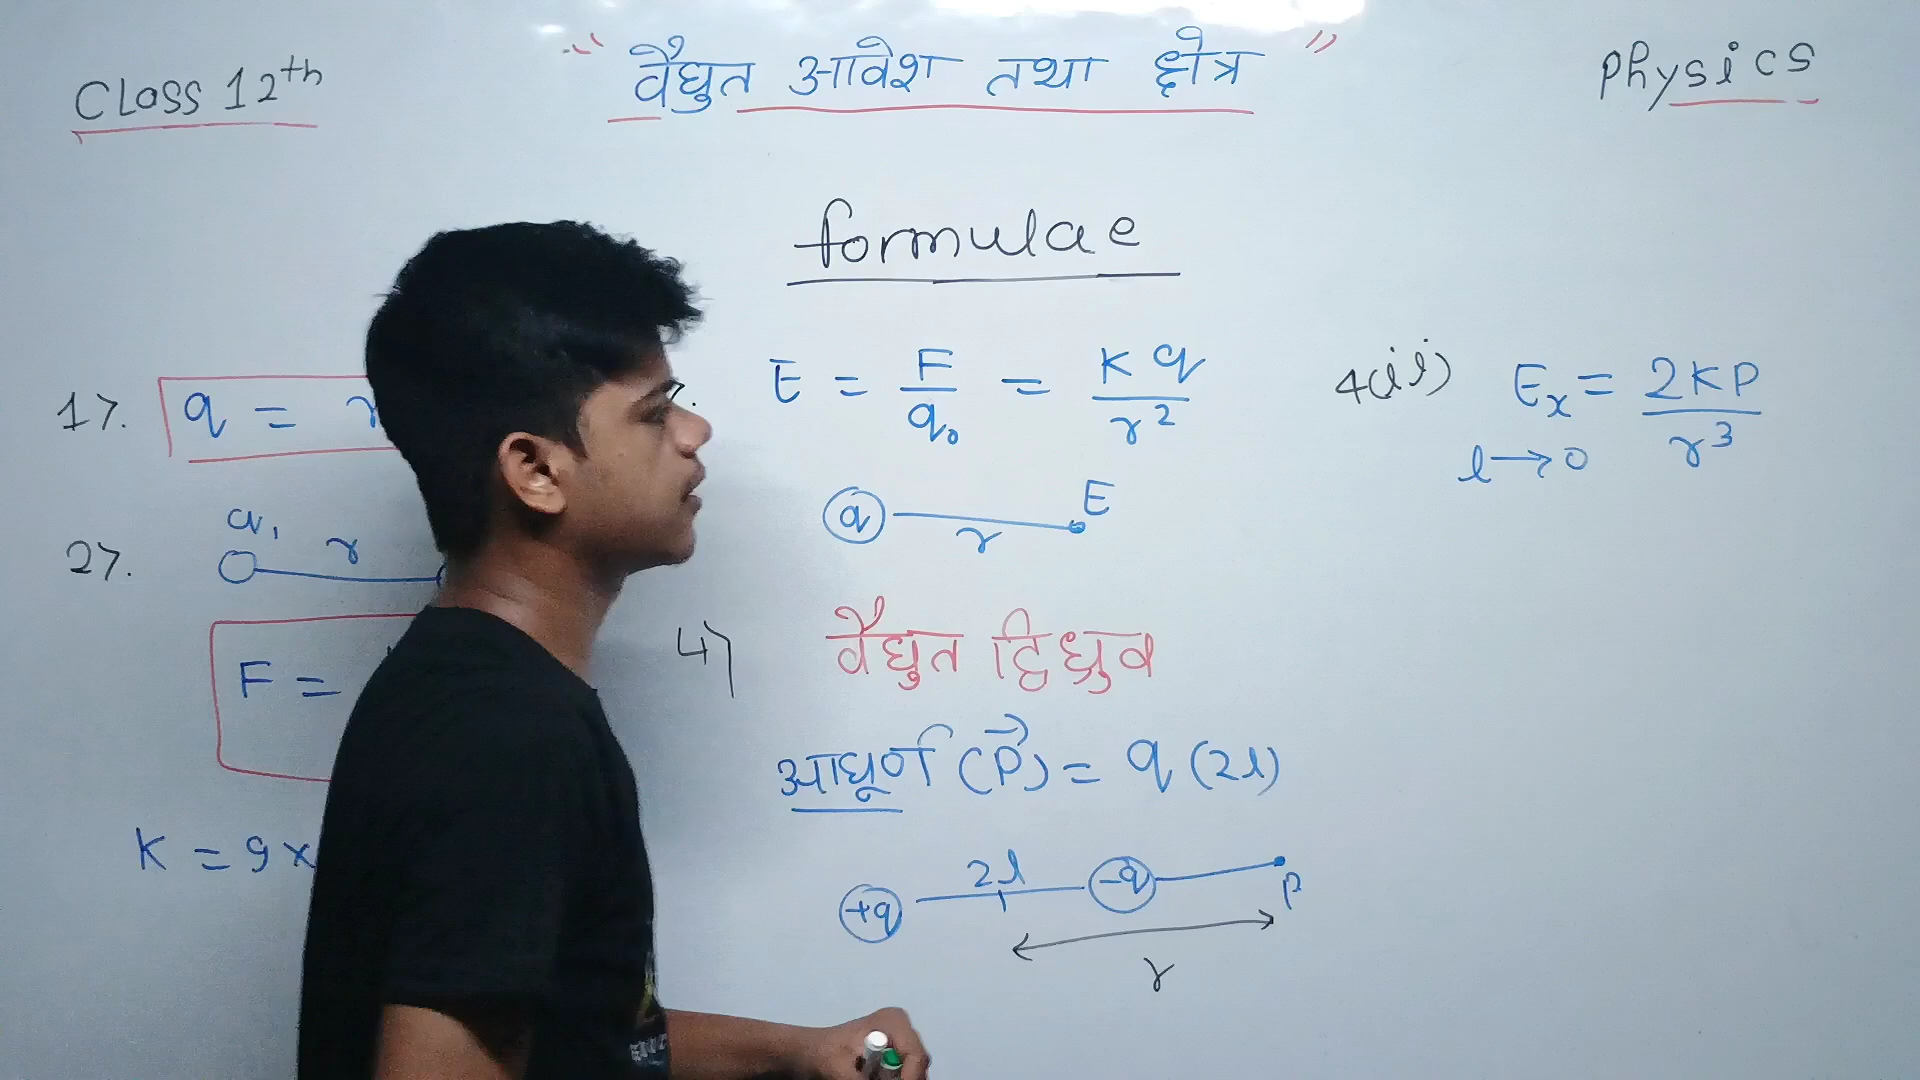 Class 12th
" वैद्युत आवेश तथा क्षेत्र "
Physics
formulae
1>. q =
2>. q₁ r
F =
K = 9 ×
E = F/q₀ = Kq/r²
q r E
4) वैद्युत द्विध्रुव
आघूर्ण (P⃗) = q (2l)
+q 2l -q P
r
4(ii) Eₓ = 2KP/r³
l → 0